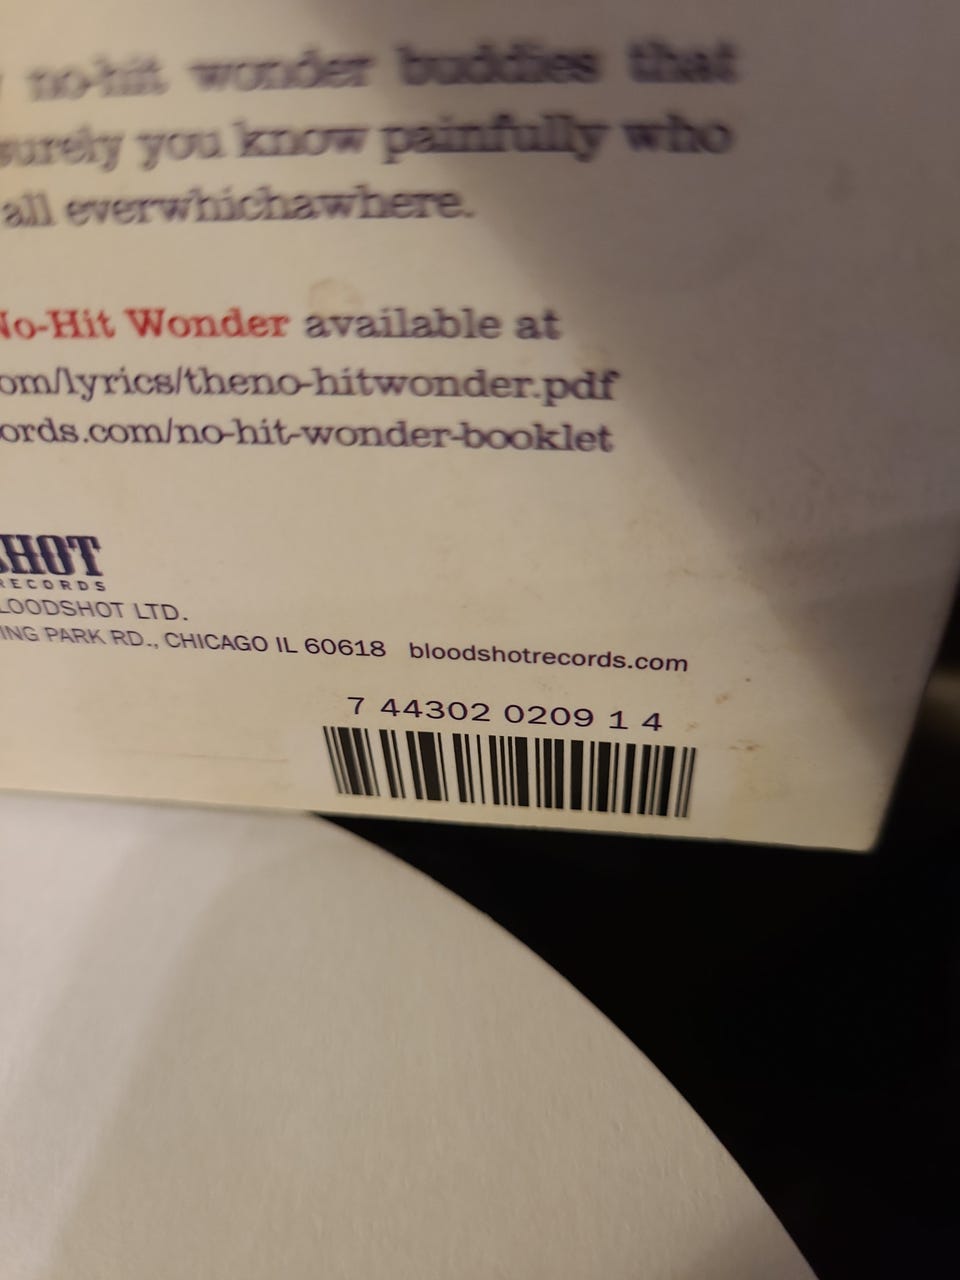 no-hit wonder buddies that
surely you know painfully who
all everwhichawhere.
No-Hit Wonder available at
om/lyrics/theno-hitwonder.pdf
ords.com/no-hit-wonder-booklet
SHOT
RECORDS
LOODSHOT LTD.
ING PARK RD., CHICAGO IL 60618 bloodshotrecords.com
7 44302 0209 1 4